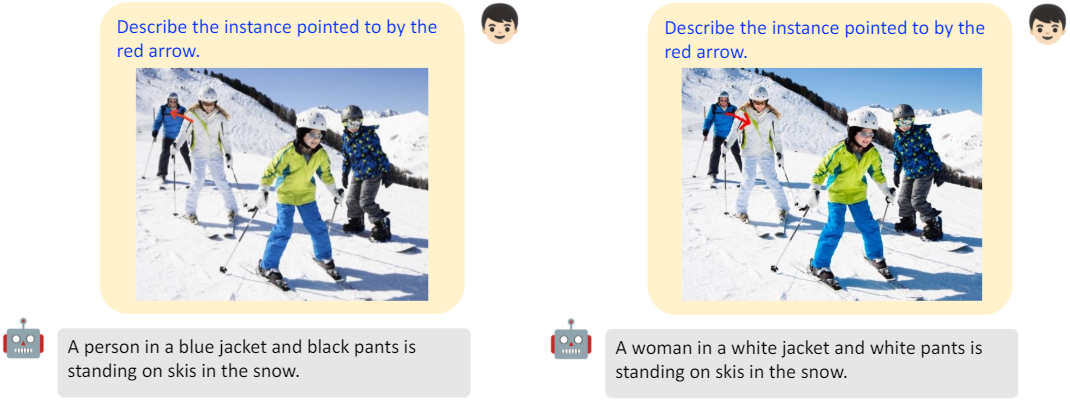 Describe the instance pointed to by the
red arrow.
A person in a blue jacket and black pants is
standing on skis in the snow.
Describe the instance pointed to by the
red arrow.
A woman in a white jacket and white pants is
standing on skis in the snow.